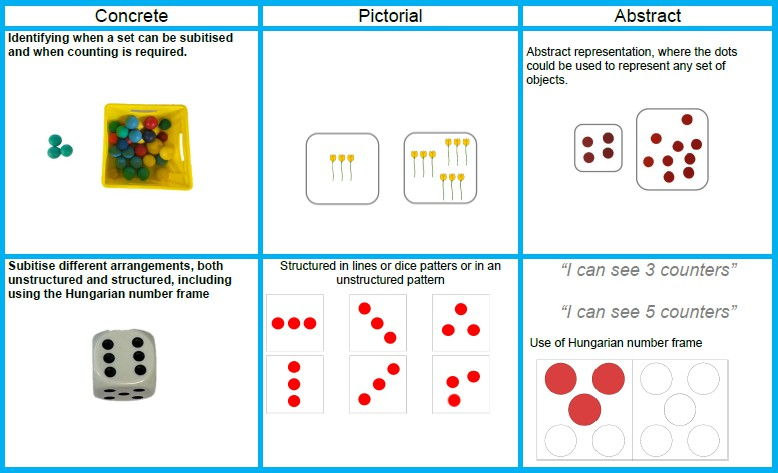 Concrete
Pictorial
Abstract
Identifying when a set can be subitised
and when counting is required.
Abstract representation, where the dots
could be used to represent any set of
objects.
Subitise different arrangements, both
unstructured and structured, including
using the Hungarian number frame
Structured in lines or dice patters or in an
unstructured pattern
“I can see 3 counters”
“I can see 5 counters”
Use of Hungarian number frame